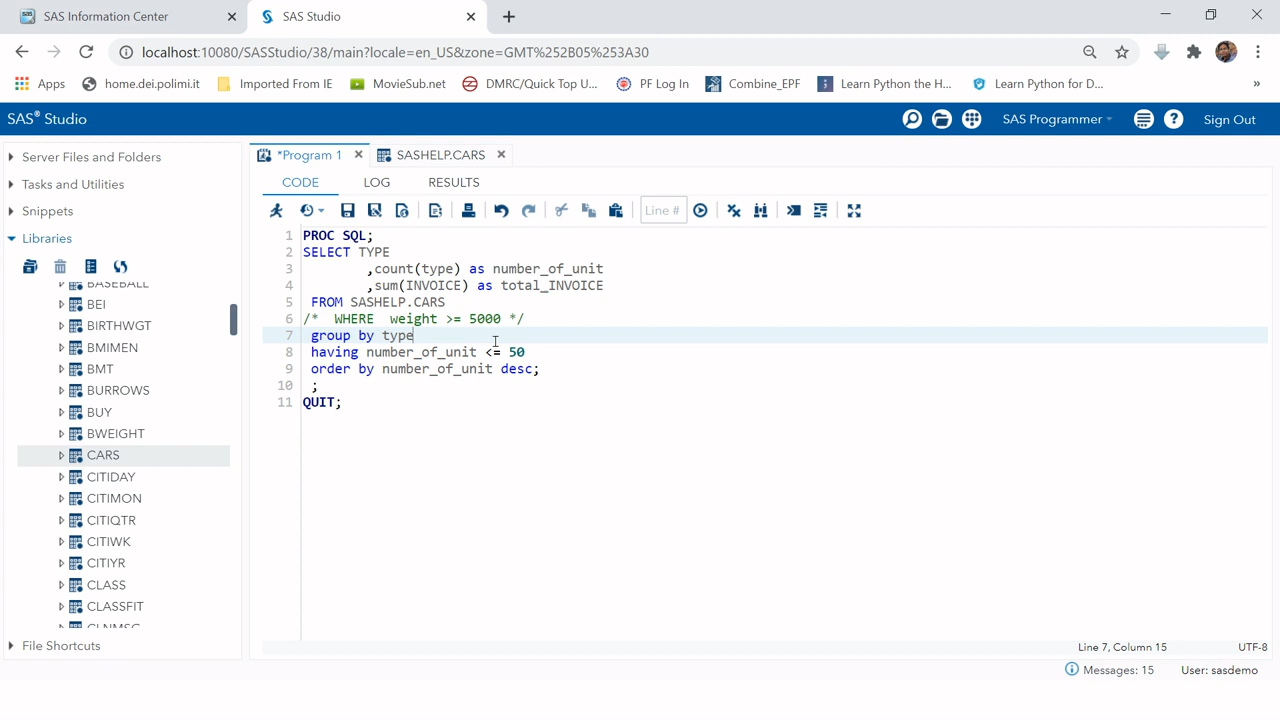 SAS Information Center
SAS Studio
localhost:10080/SASStudio/38/main?locale=en_US&zone=GMT%252B05%253A30
Apps
home.dei.polimi.it
Imported From IE
MovieSub.net
DMRC/Quick Top U...
PF Log In
Combine_EPF
Learn Python the H...
Learn Python for D...
»
SAS® Studio
SAS Programmer
Sign Out
Server Files and Folders
Tasks and Utilities
Snippets
Libraries
BASEBALL
BEI
BIRTHWGT
BMIMEN
BMT
BURROWS
BUY
BWEIGHT
CARS
CITIDAY
CITIMON
CITIQTR
CITIWK
CITIYR
CLASS
CLASSFIT
CLNMSG
File Shortcuts
*Program 1
SASHELP.CARS
CODE
LOG
RESULTS
Line #
1 PROC SQL;
2 SELECT TYPE
3 ,count(type) as number_of_unit
4 ,sum(INVOICE) as total_INVOICE
5 FROM SASHELP.CARS
6 /* WHERE weight >= 5000 */
7 group by type
8 having number_of_unit <= 50
9 order by number_of_unit desc;
10 ;
11 QUIT;
Line 7, Column 15
UTF-8
Messages: 15
User: sasdemo